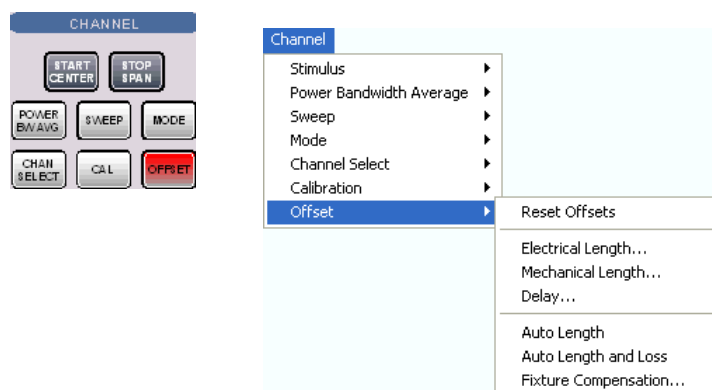 CHANNEL
START
CENTER
STOP
SPAN
POWER
BW AVG
SWEEP
MODE
CHAN
SELECT
CAL
OFFSET
Channel
Stimulus
Power Bandwidth Average
Sweep
Mode
Channel Select
Calibration
Offset
Reset Offsets
Electrical Length...
Mechanical Length...
Delay...
Auto Length
Auto Length and Loss
Fixture Compensation...